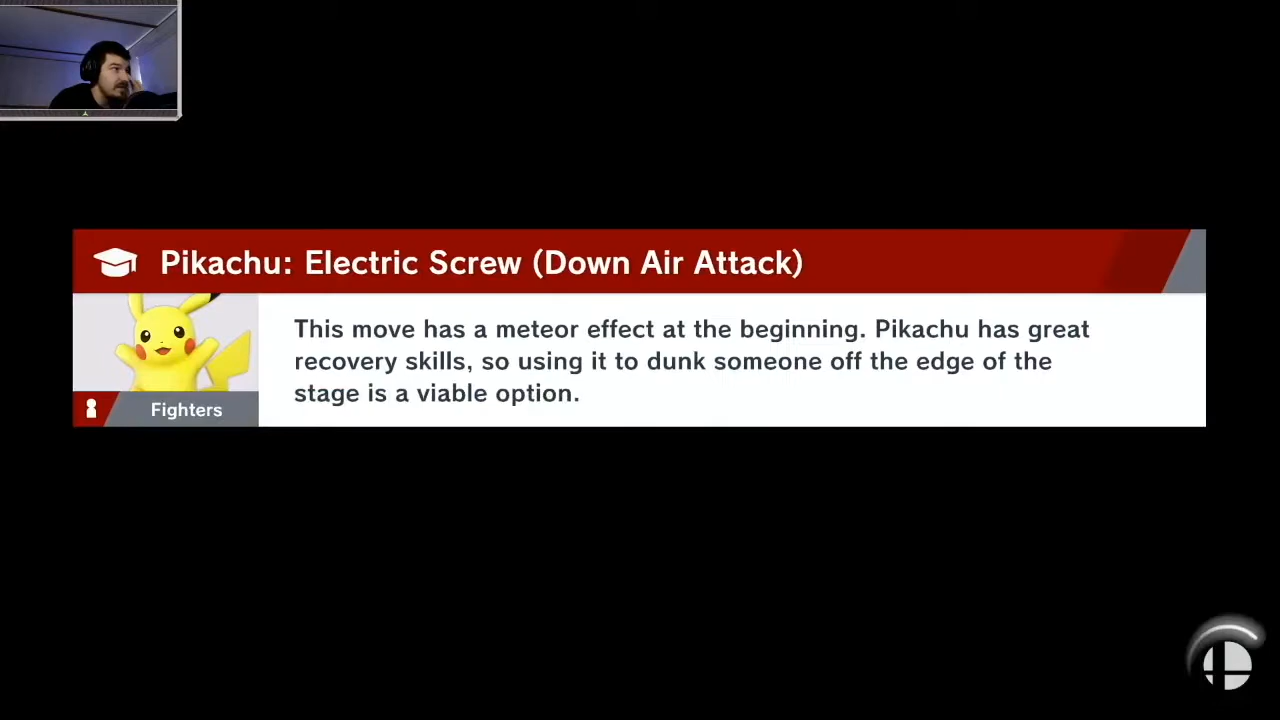 Pikachu: Electric Screw (Down Air Attack)
This move has a meteor effect at the beginning. Pikachu has great
recovery skills, so using it to dunk someone off the edge of the
stage is a viable option.
Fighters